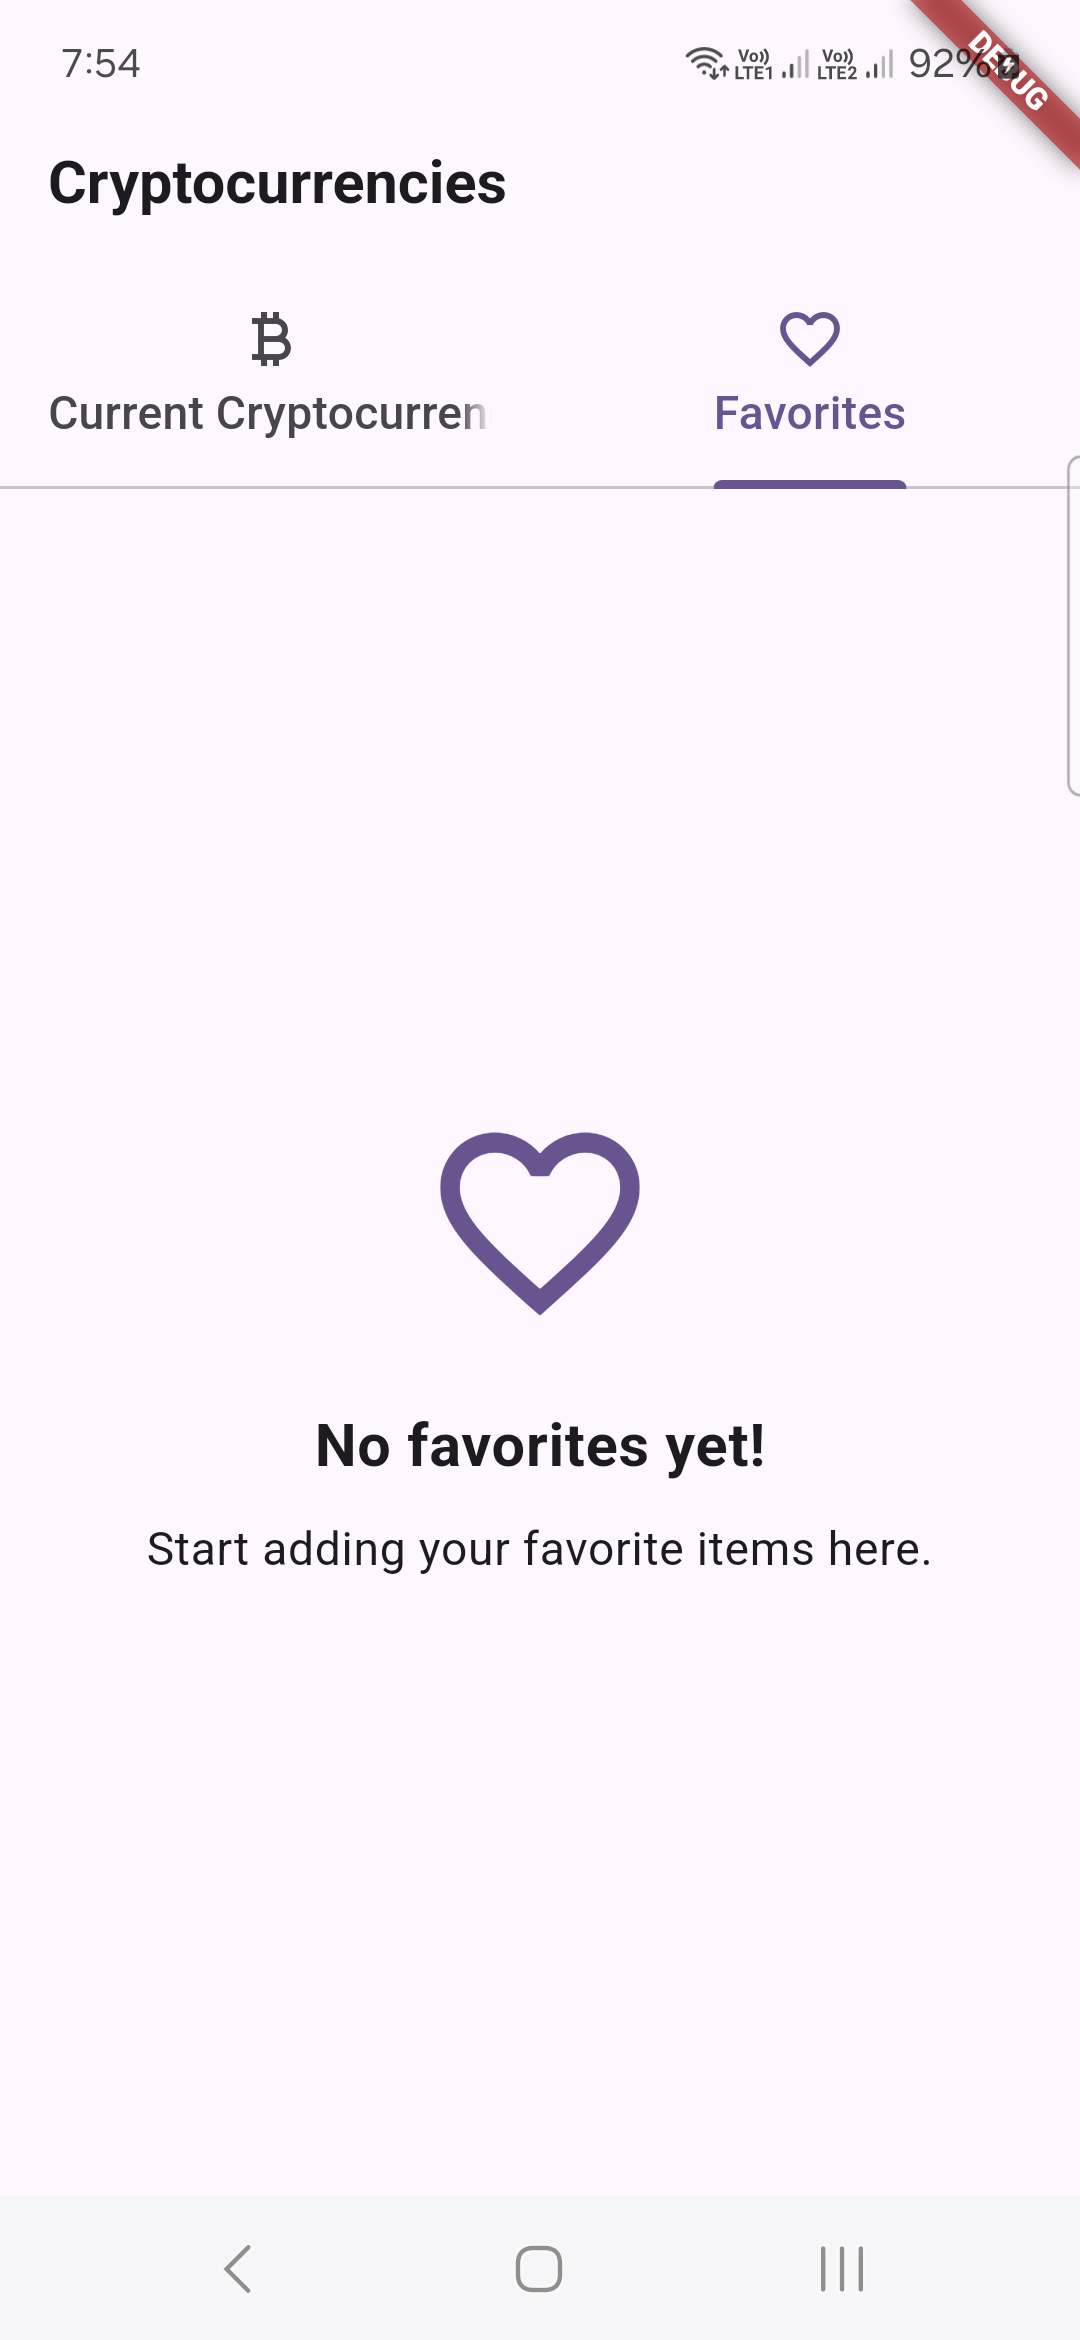 7:54
Vo)) LTE1 Vo)) LTE2 92%
DEBUG
Cryptocurrencies
Current Cryptocurren
Favorites
No favorites yet!
Start adding your favorite items here.